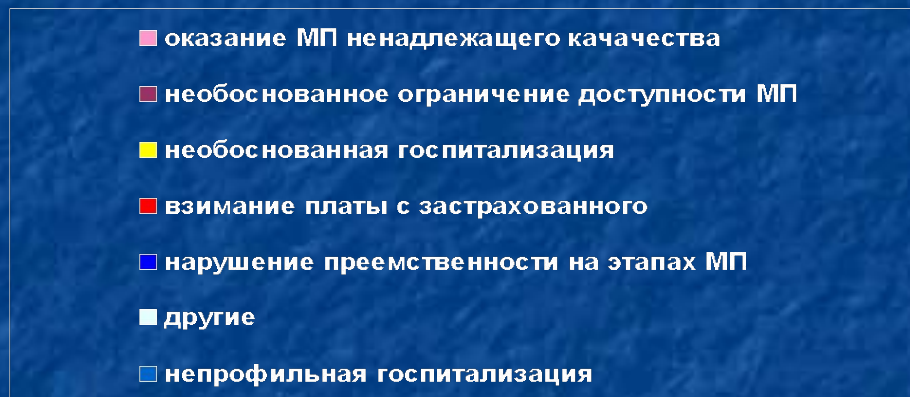 оказание МП ненадлежащего качачества
необоснованное ограничение доступности МП
необоснованная госпитализация
взимание платы с застрахованного
нарушение преемственности на этапах МП
другие
непрофильная госпитализация